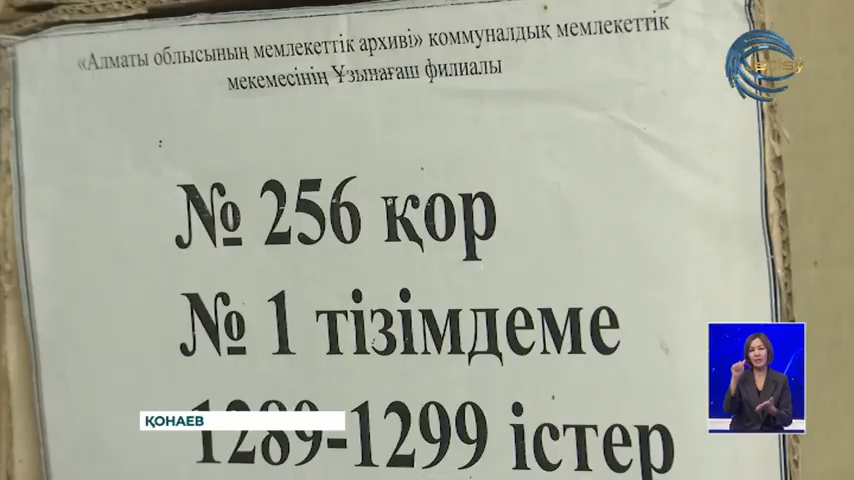 «Алматы облысының мемлекеттік архиві» коммуналдық мемлекеттік
мекемесінің Ұзынағаш филиалы
№ 256 қор
№ 1 тізімдеме
1289-1299 істер
ҚОНАЕВ